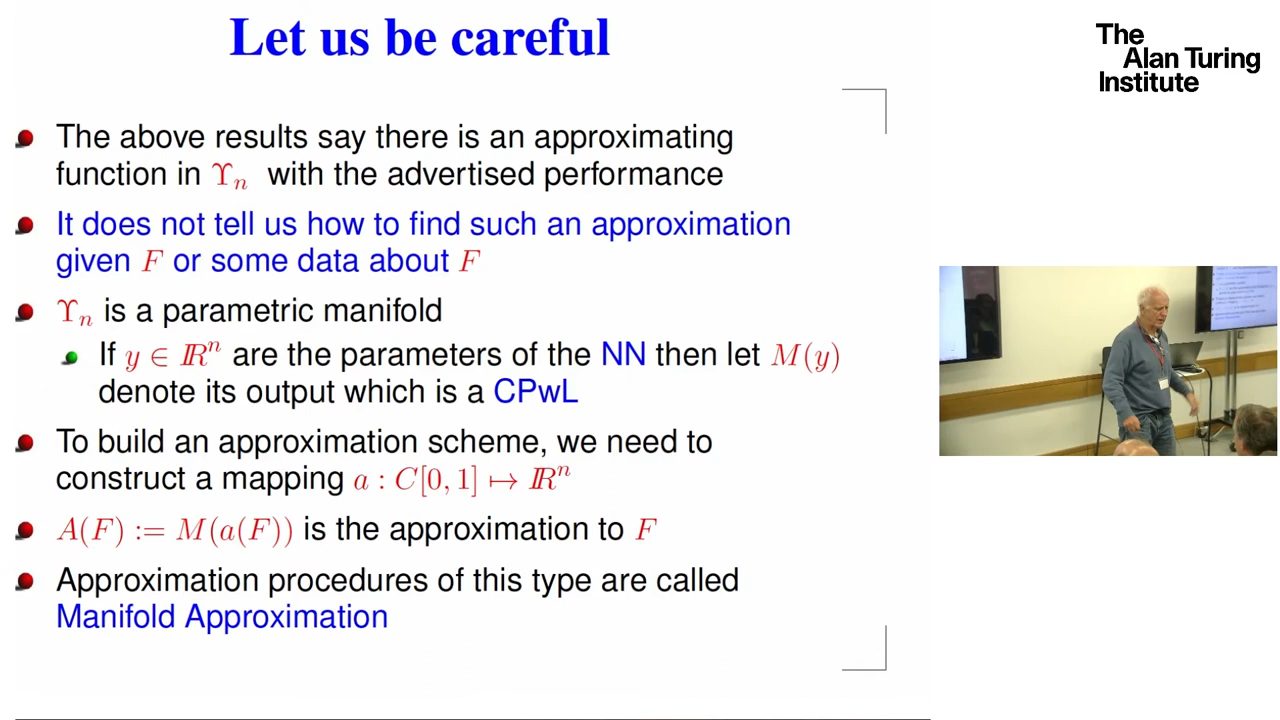 Let us be careful
The
Alan Turing
Institute
The above results say there is an approximating
function in ϒₙ with the advertised performance
It does not tell us how to find such an approximation
given F or some data about F
ϒₙ is a parametric manifold
If y ∈ ℝⁿ are the parameters of the NN then let M(y)
denote its output which is a CPwL
To build an approximation scheme, we need to
construct a mapping a : C[0, 1] ↦ ℝⁿ
A(F) := M(a(F)) is the approximation to F
Approximation procedures of this type are called
Manifold Approximation